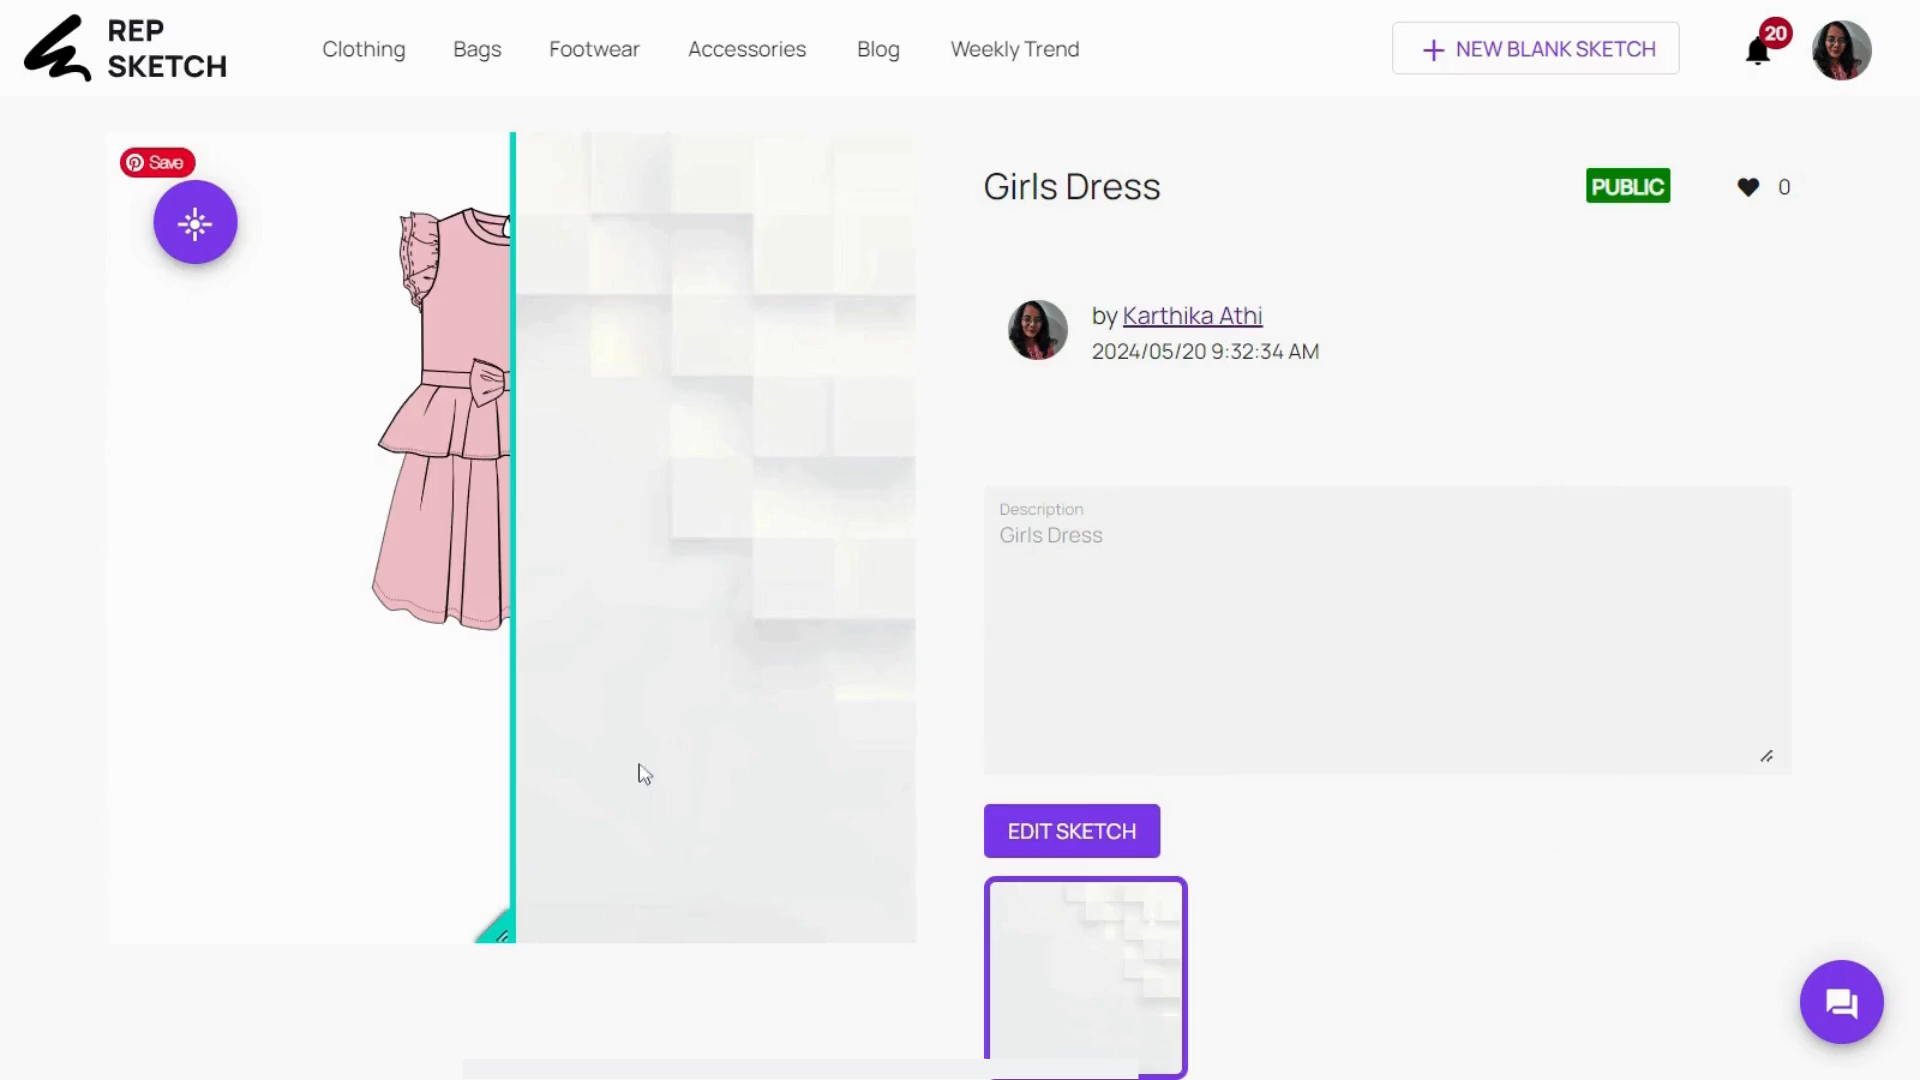 REP
SKETCH
Clothing
Bags
Footwear
Accessories
Blog
Weekly Trend
NEW BLANK SKETCH
20
Save
Girls Dress
PUBLIC
0
by Karthika Athi
2024/05/20 9:32:34 AM
Description
Girls Dress
EDIT SKETCH